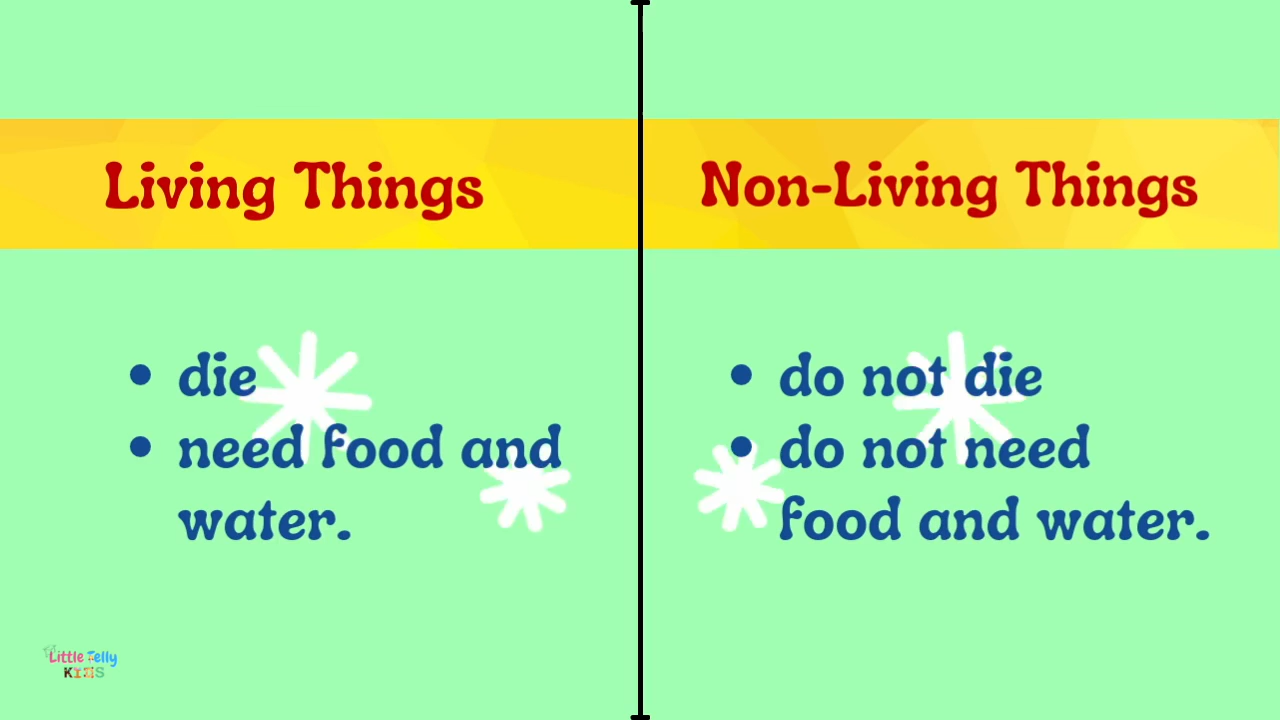 Living Things
• die
• need food and
water.
Non-Living Things
• do not die
• do not need
food and water.
Little Telly
KIDS